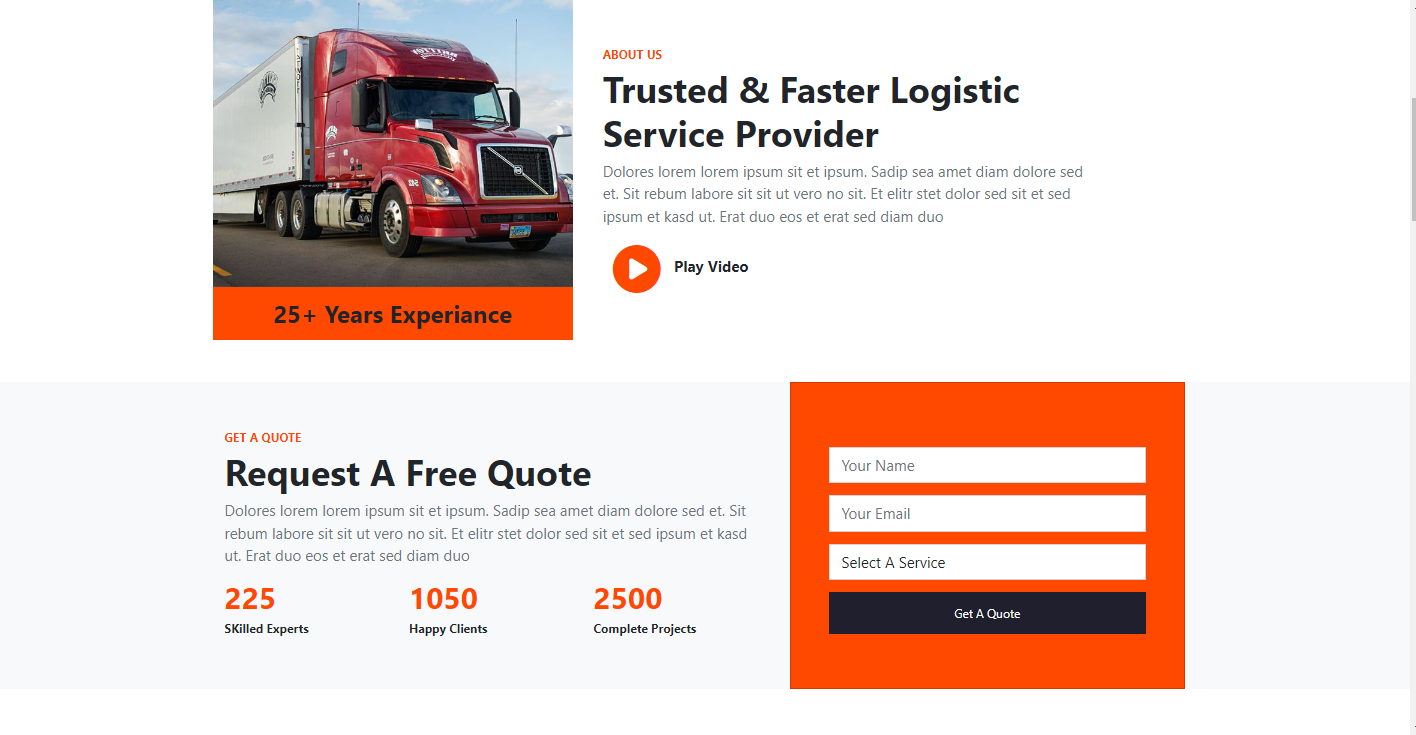 ABOUT US
Trusted & Faster Logistic
Service Provider
Dolores lorem lorem ipsum sit et ipsum. Sadip sea amet diam dolore sed
et. Sit rebum labore sit sit ut vero no sit. Et elitr stet dolor sed sit et sed
ipsum et kasd ut. Erat duo eos et erat sed diam duo
Play Video
25+ Years Experiance
GET A QUOTE
Request A Free Quote
Dolores lorem lorem ipsum sit et ipsum. Sadip sea amet diam dolore sed et. Sit
rebum labore sit sit ut vero no sit. Et elitr stet dolor sed sit et sed ipsum et kasd
ut. Erat duo eos et erat sed diam duo
225
SKilled Experts
1050
Happy Clients
2500
Complete Projects
Your Name
Your Email
Select A Service
Get A Quote